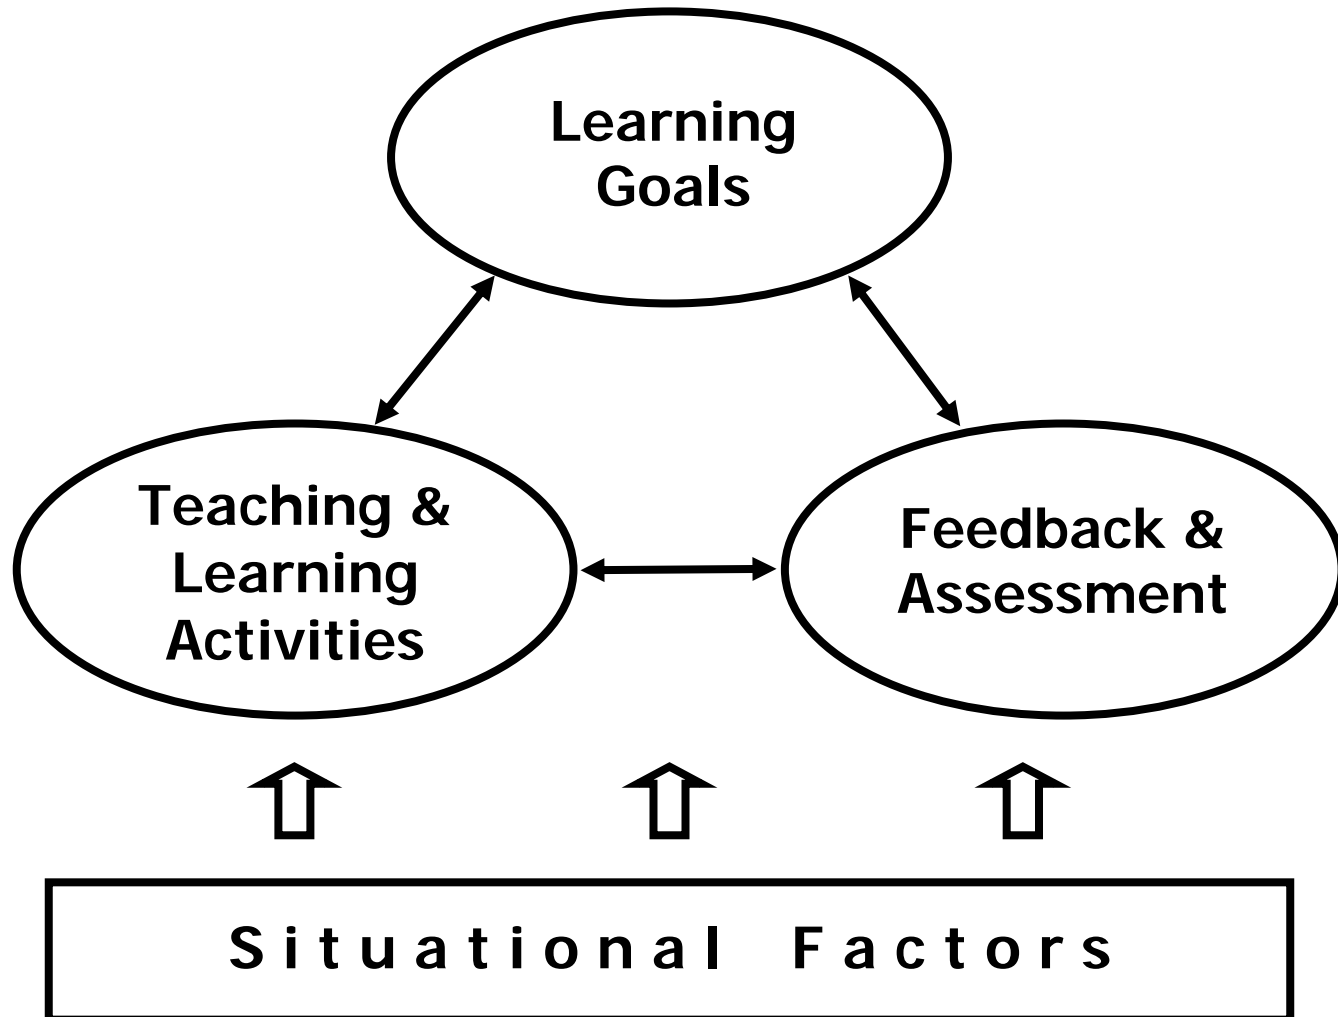 Learning
Goals
Teaching &
Learning
Activities
Feedback &
Assessment
Situational Factors